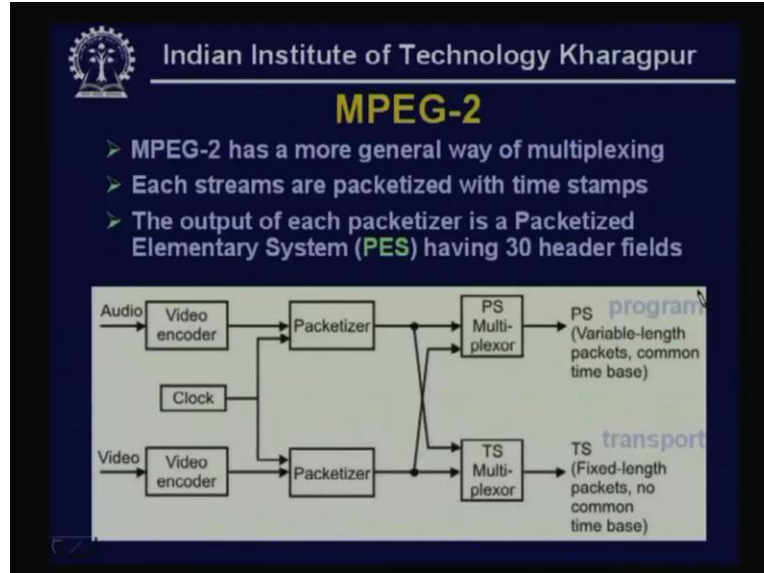 Indian Institute of Technology Kharagpur
MPEG-2
MPEG-2 has a more general way of multiplexing
Each streams are packetized with time stamps
The output of each packetizer is a Packetized
Elementary System (PES) having 30 header fields
Audio
Video
encoder
Packetizer
PS
Multi-
plexor
PS program
(Variable-length
packets, common
time base)
Clock
Video
Video
encoder
Packetizer
TS
Multi-
plexor
TS transport
(Fixed-length
packets, no
common
time base)